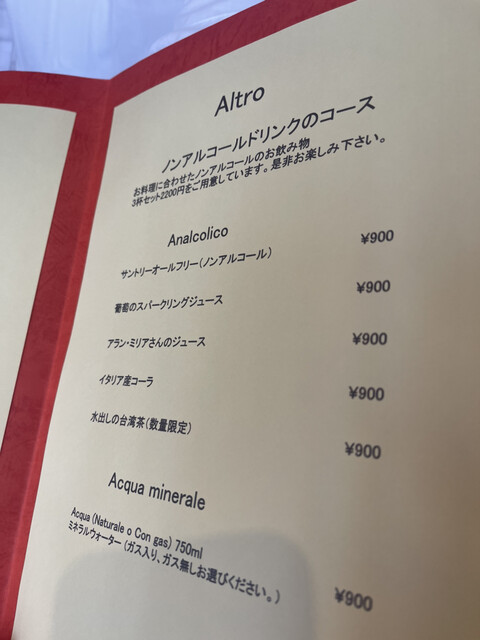 Altro
ノンアルコールドリンクのコース
お料理に合わせたノンアルコールのお飲み物
3杯セット2200円をご用意しています。是非お楽しみ下さい。
Analcolico
サントリーオールフリー（ノンアルコール） ¥900
葡萄のスパークリングジュース ¥900
アラン・ミリアさんのジュース ¥900
イタリア産コーラ ¥900
水出しの台湾茶（数量限定） ¥900
Acqua minerale
Acqua (Naturale o Con gas) 750ml
ミネラルウォーター（ガス入り、ガス無しお選びください。） ¥900